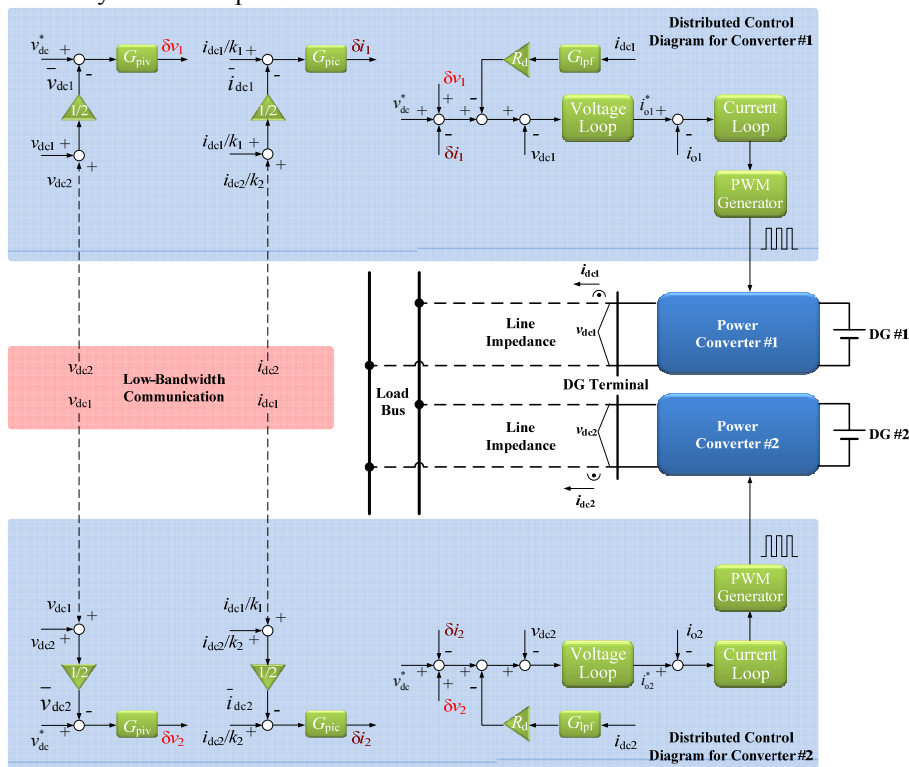 Distributed Control
Diagram for Converter #1
v*dc + - Gpiv δv1
v̅dc1
1/2
vdc1 + +
vdc2
idc1/k1 + - Gpic δi1
i̅dc1
1/2
idc1/k1 + +
idc2/k2
v*dc + δv1 + - δi1
Rd Glpf idc1
- + - + vdc1
Voltage
Loop
i*o1 + - io1
Current
Loop
PWM
Generator
vdc2 idc2
Low-Bandwidth
Communication
vdc1 idc1
Load
Bus
idc1
Line
Impedance
vdc1
Power
Converter #1
DG #1
DG Terminal
Line
Impedance
vdc2
idc2
Power
Converter #2
DG #2
vdc1 + +
vdc2
1/2
v̅dc2
v*dc + - Gpiv δv2
idc1/k1 + +
idc2/k2
1/2
i̅dc2
idc2/k2 + - Gpic δi2
PWM
Generator
v*dc + δi2 - + δv2
- + - + vdc2
Voltage
Loop
i*o2 + - io2
Current
Loop
Rd Glpf idc2
Distributed Control
Diagram for Converter #2